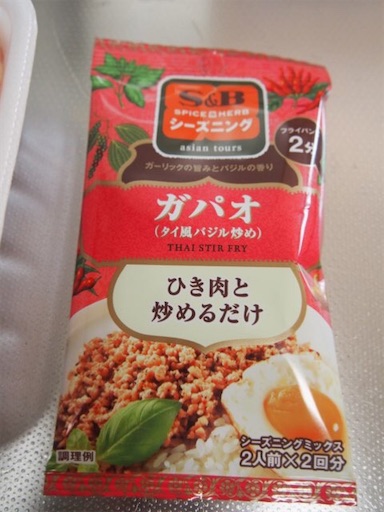 S&B
SPICE&HERB
シーズニング
asian tours
フライパンで
2分
ガーリックの旨みとバジルの香り
ガパオ
(タイ風バジル炒め)
THAI STIR FRY
ひき肉と
炒めるだけ
調理例
シーズニングミックス
2人前×2回分